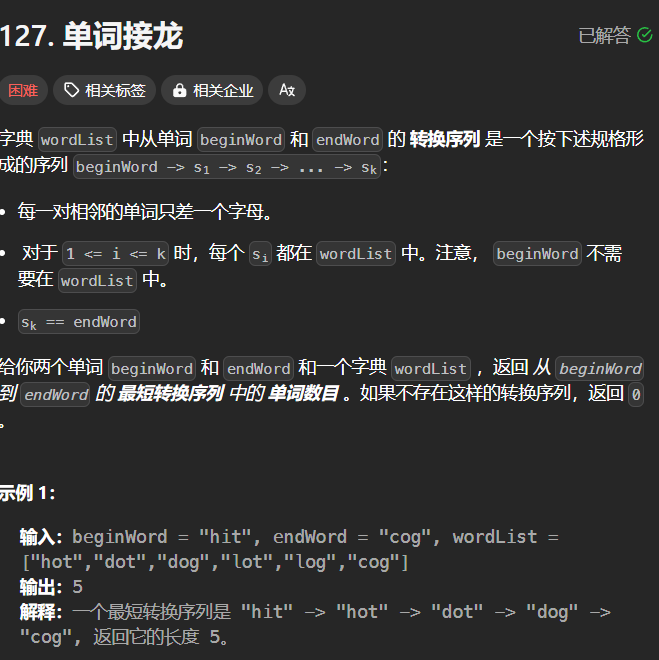 127. 单词接龙
已解答
困难 相关标签 相关企业
字典 wordList 中从单词 beginWord 和 endWord 的 转换序列 是一个按下述规格形
成的序列 beginWord -> s1 -> s2 -> ... -> sk：
• 每一对相邻的单词只差一个字母。
• 对于 1 <= i <= k 时，每个 si 都在 wordList 中。注意， beginWord 不需
要在 wordList 中。
• sk == endWord
给你两个单词 beginWord 和 endWord 和一个字典 wordList ，返回 从 beginWord
到 endWord 的 最短转换序列 中的 单词数目 。如果不存在这样的转换序列，返回 0
。
示例 1：
输入：beginWord = "hit", endWord = "cog", wordList =
["hot","dot","dog","lot","log","cog"]
输出：5
解释：一个最短转换序列是 "hit" -> "hot" -> "dot" -> "dog" ->
"cog", 返回它的长度 5。